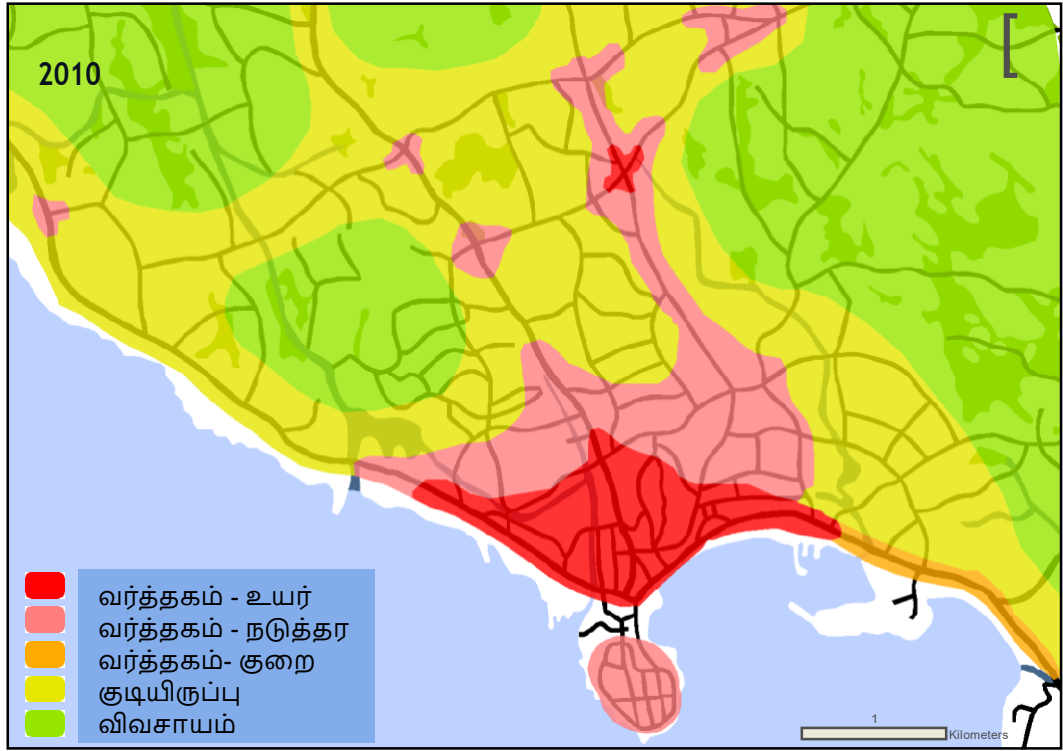 2010
வர்த்தகம் - உயர்
வர்த்தகம் - நடுத்தர
வர்த்தகம்- குறை
குடியிருப்பு
விவசாயம்
1
Kilometers